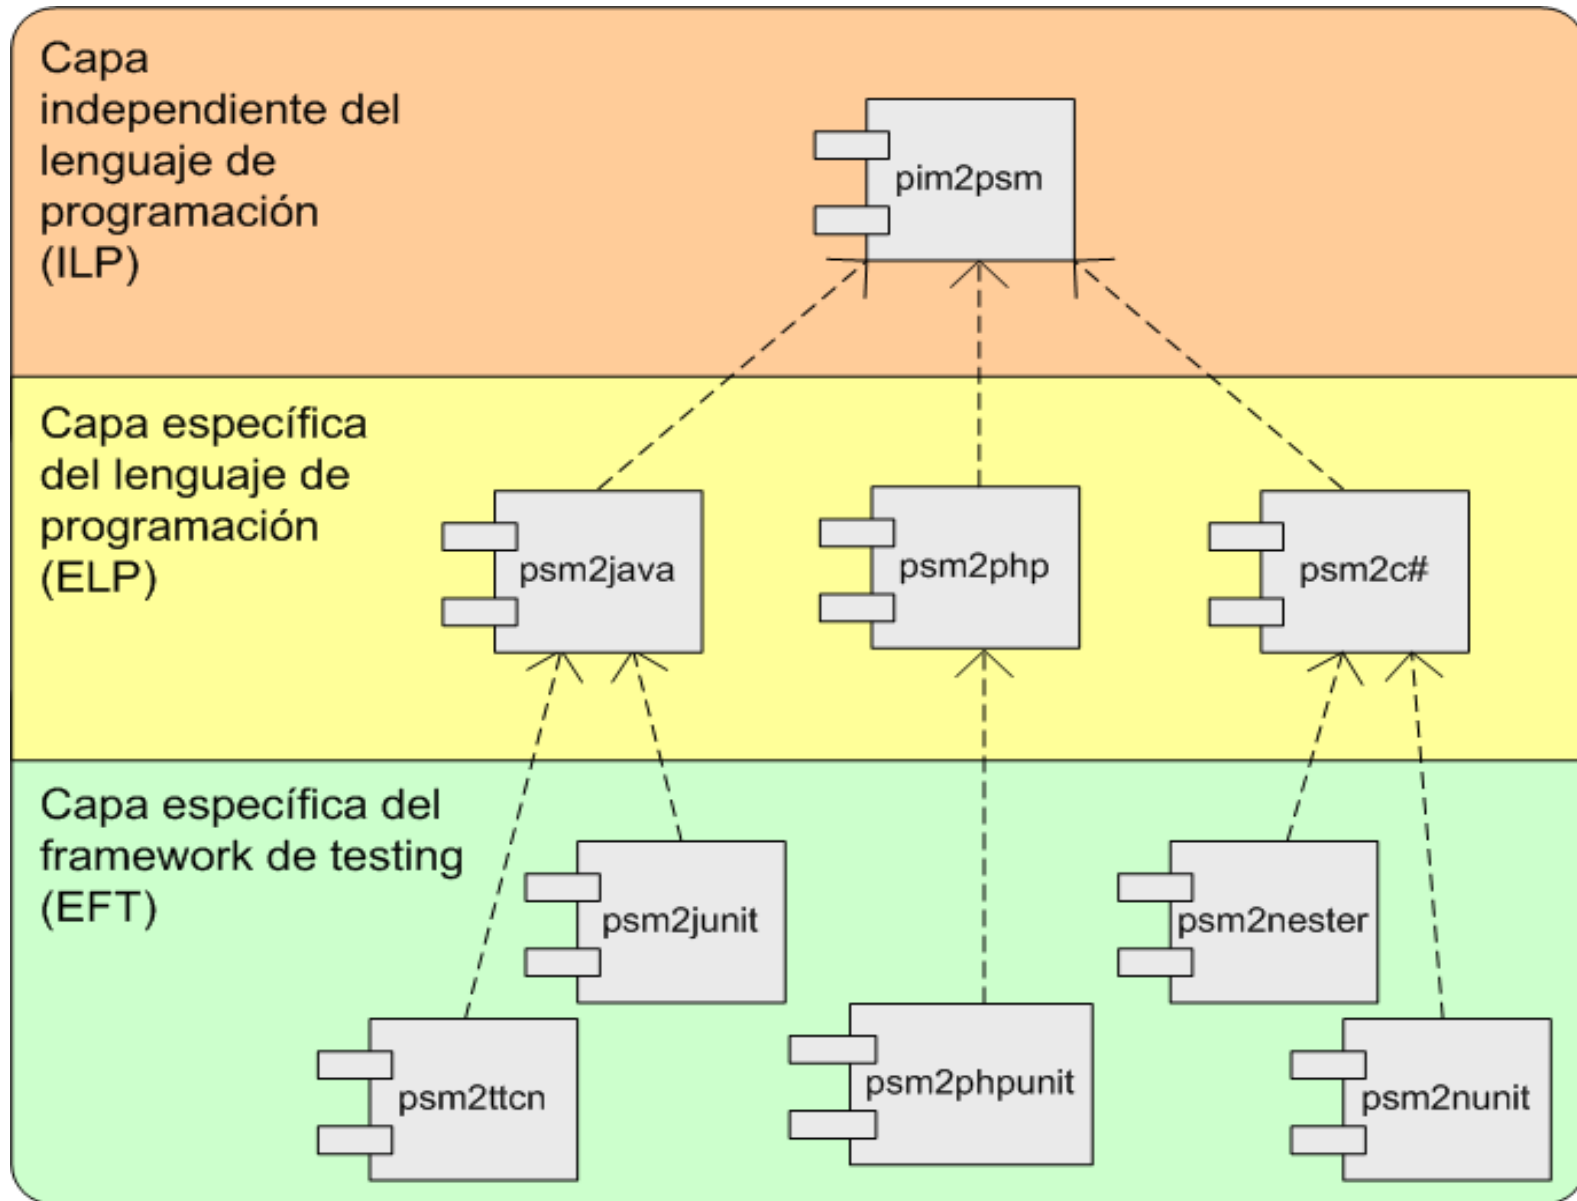 Capa
independiente del
lenguaje de
programación
(ILP)
pim2psm
Capa específica
del lenguaje de
programación
(ELP)
psm2java
psm2php
psm2c#
Capa específica del
framework de testing
(EFT)
psm2junit
psm2nester
psm2ttcn
psm2phpunit
psm2nunit